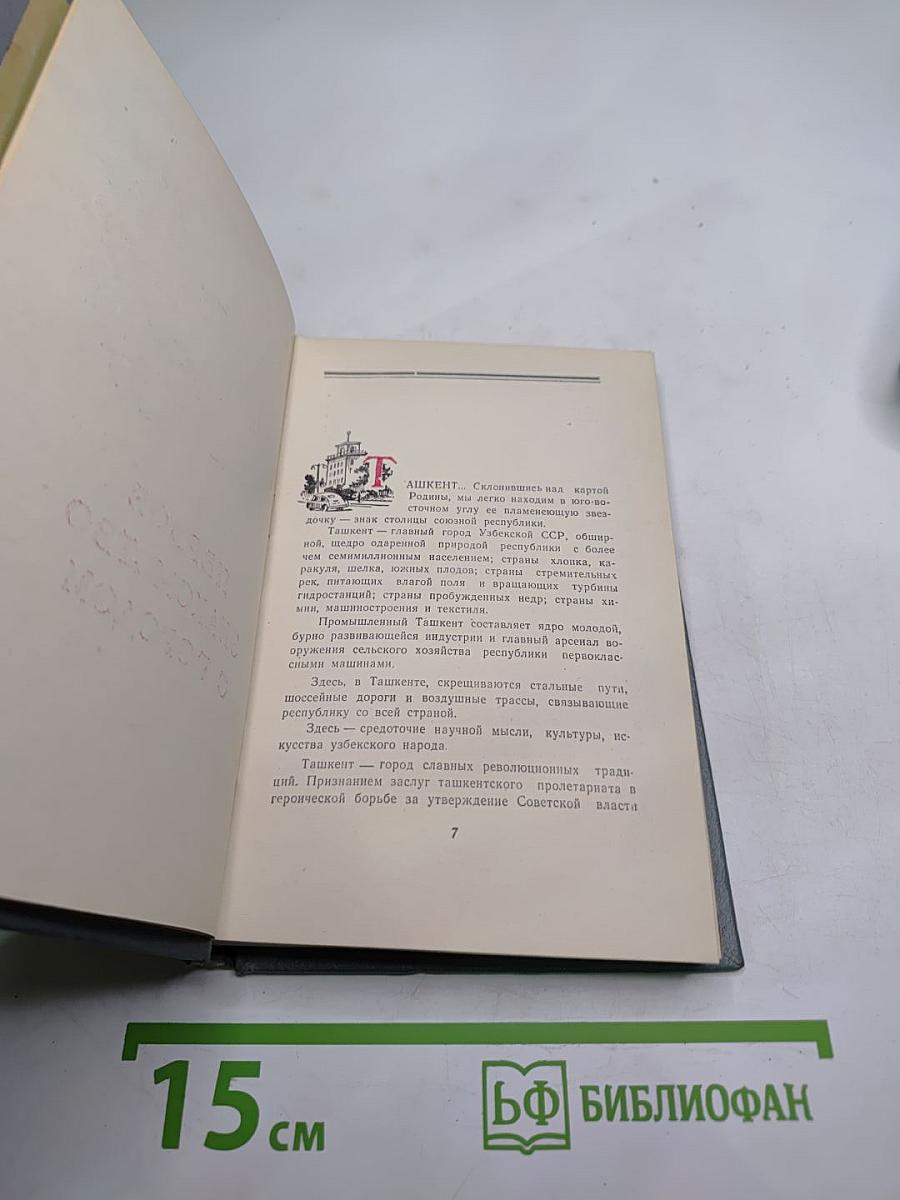 ТАШКЕНТ... Склонившись над картой
Родины, мы легко находим в юго-во-
сточном углу ее пламенеющую звез-
дочку — знак столицы союзной республики.
Ташкент — главный город Узбекской ССР, обшир-
ной, щедро одаренной природой республики с более
чем семимиллионным населением; страны хлопка, ка-
ракуля, шелка, южных плодов; страны стремительных
рек, питающих влагой поля и вращающих турбины
гидростанций; страны пробужденных недр; страны хи-
мии, машиностроения и текстиля.
Промышленный Ташкент составляет ядро молодой,
бурно развивающейся индустрии и главный арсенал во-
оружения сельского хозяйства республики первоклас-
сными машинами.
Здесь, в Ташкенте, скрещиваются стальные пути,
шоссейные дороги и воздушные трассы, связывающие
республику со всей страной.
Здесь — средоточие научной мысли, культуры, ис-
кусства узбекского народа.
Ташкент — город славных революционных тради-
ций. Признанием заслуг ташкентского пролетариата в
героической борьбе за утверждение Советской власти
7
15 см
БФ БИБЛИОФАН